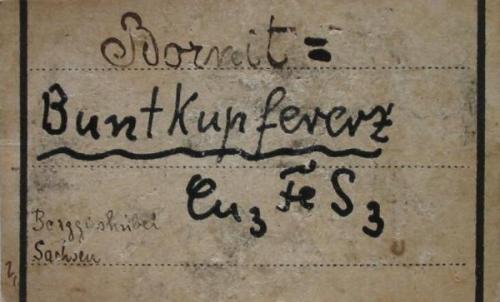 Bornit =
Buntkupfererz
Cu₃ Fe S₃
Berggieshübel
Sachsen